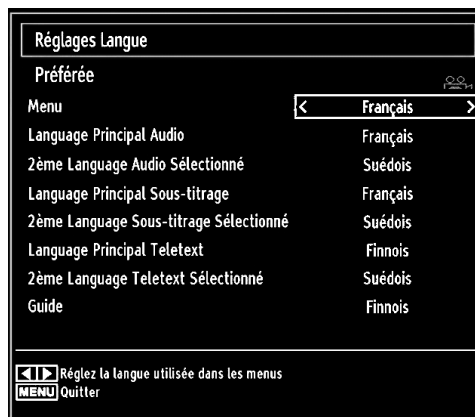 Réglages Langue
Préférée
Menu < Français >
Language Principal Audio Français
2ème Language Audio Sélectionné Suédois
Language Principal Sous-titrage Français
2ème Language Sous-titrage Sélectionné Suédois
Language Principal Teletext Finnois
2ème Language Teletext Sélectionné Suédois
Guide Finnois
Réglez la langue utilisée dans les menus
MENU Quitter